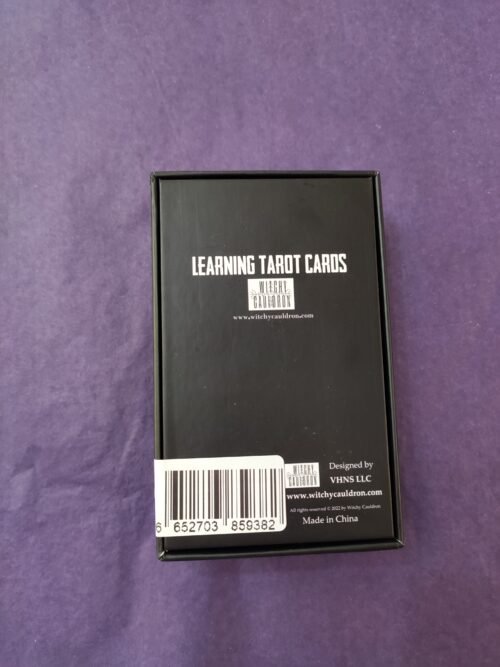 LEARNING TAROT CARDS
WITCHY
CAULDRON
www.witchycauldron.com
WITCHY
CAULDRON
Designed by
VHNS LLC
www.witchycauldron.com
All rights reserved © 2022 by Witchy Cauldron
Made in China
6 652703 859382